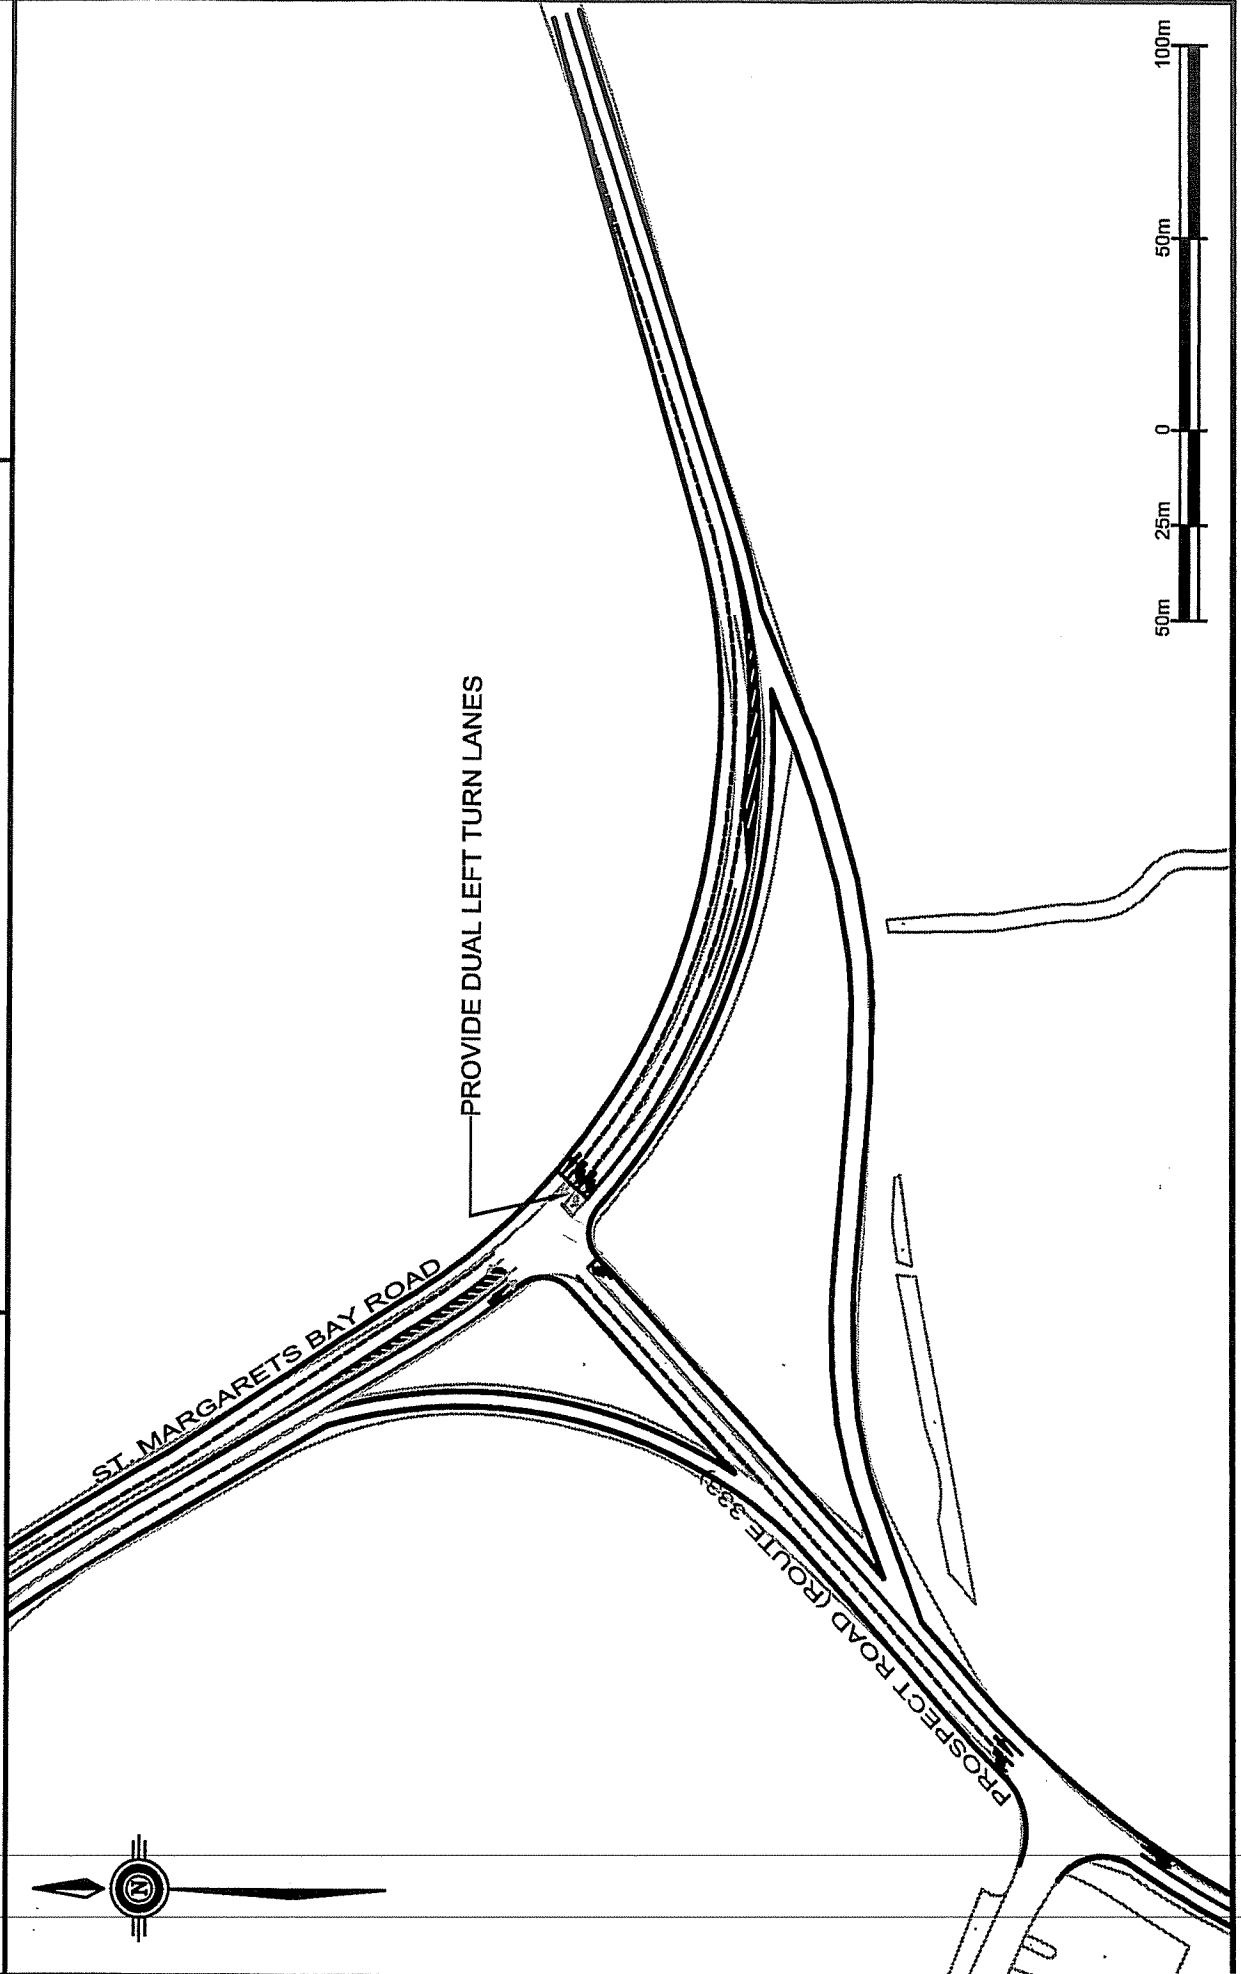 PROVIDE DUAL LEFT TURN LANES
ST. MARGARETS BAY ROAD
PROSPECT ROAD (ROUTE 333)
N
50m 25m 0 50m 100m